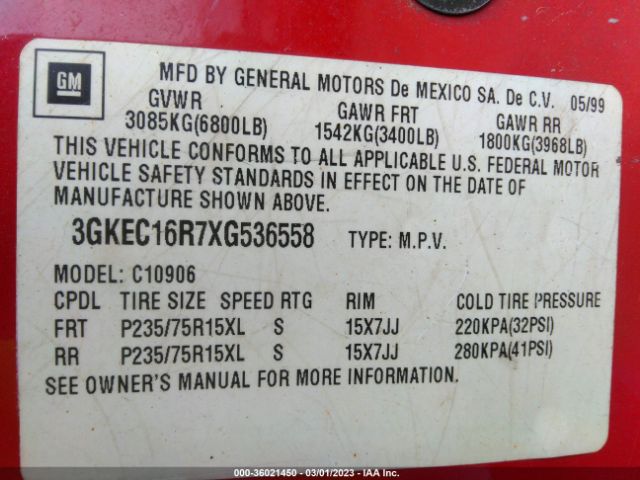 GM
MFD BY GENERAL MOTORS De MEXICO SA. De C.V. 05/99
GVWR GAWR FRT GAWR RR
3085KG(6800LB) 1542KG(3400LB) 1800KG(3968LB)
THIS VEHICLE CONFORMS TO ALL APPLICABLE U.S. FEDERAL MOTOR
VEHICLE SAFETY STANDARDS IN EFFECT ON THE DATE OF
MANUFACTURE SHOWN ABOVE.
3GKEC16R7XG536558 TYPE: M.P.V.
MODEL: C10906
CPDL TIRE SIZE SPEED RTG RIM COLD TIRE PRESSURE
FRT P235/75R15XL S 15X7JJ 220KPA(32PSI)
RR P235/75R15XL S 15X7JJ 280KPA(41PSI)
SEE OWNER'S MANUAL FOR MORE INFORMATION.
000-36021450 - 03/01/2023 - IAA Inc.